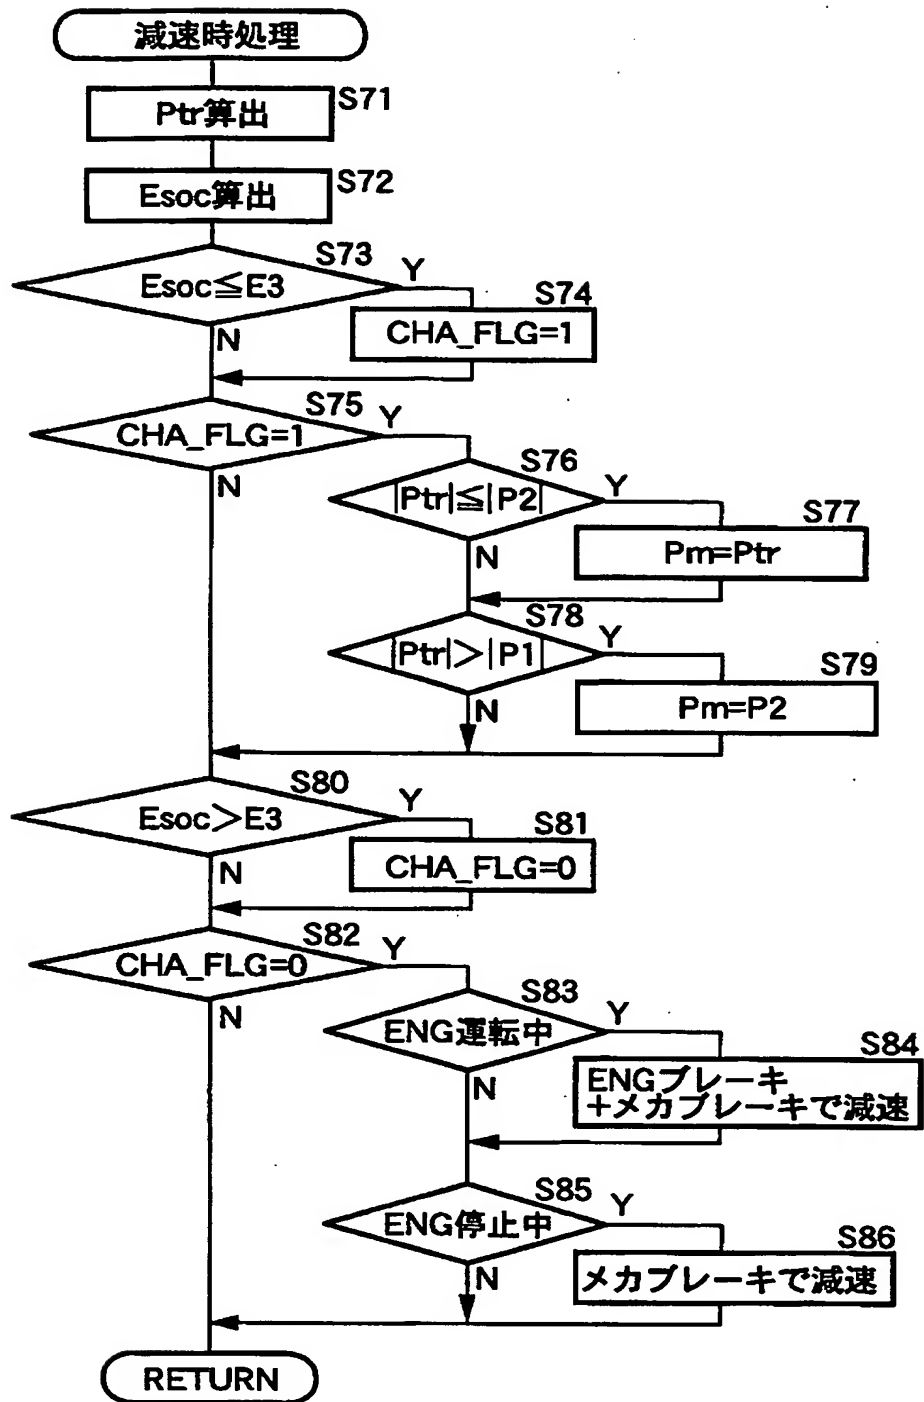 減速時処理
Ptr算出
S71
Esoc算出
S72
Esoc≦E3
S73
Y
N
CHA_FLG=1
S74
CHA_FLG=1
S75
Y
N
|Ptr|≦|P2|
S76
Y
N
Pm=Ptr
S77
|Ptr|>|P1|
S78
Y
N
Pm=P2
S79
Esoc>E3
S80
Y
N
CHA_FLG=0
S81
CHA_FLG=0
S82
Y
N
ENG運転中
S83
Y
N
ENGブレーキ
+メカブレーキで減速
S84
ENG停止中
S85
Y
N
メカブレーキで減速
S86
RETURN